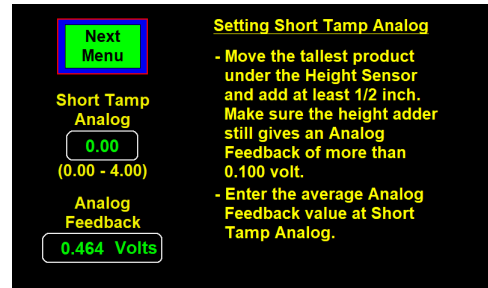 Next
Menu
Short Tamp
Analog
0.00
(0.00 - 4.00)
Analog
Feedback
0.464 Volts
Setting Short Tamp Analog
- Move the tallest product
under the Height Sensor
and add at least 1/2 inch.
Make sure the height adder
still gives an Analog
Feedback of more than
0.100 volt.
- Enter the average Analog
Feedback value at Short
Tamp Analog.